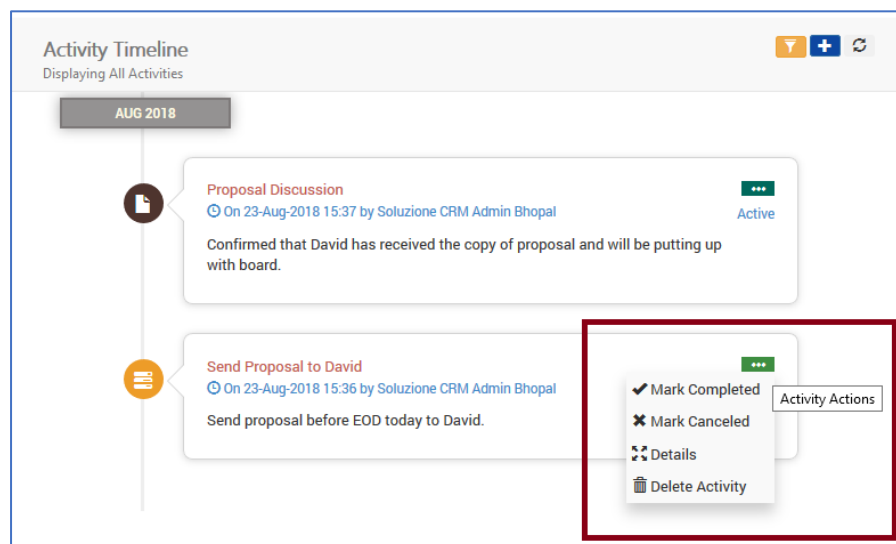 Activity Timeline
Displaying All Activities
AUG 2018
Proposal Discussion
On 23-Aug-2018 15:37 by Soluzione CRM Admin Bhopal
Active
Confirmed that David has received the copy of proposal and will be putting up
with board.
Send Proposal to David
On 23-Aug-2018 15:36 by Soluzione CRM Admin Bhopal
Send proposal before EOD today to David.
Mark Completed
Activity Actions
Mark Canceled
Details
Delete Activity